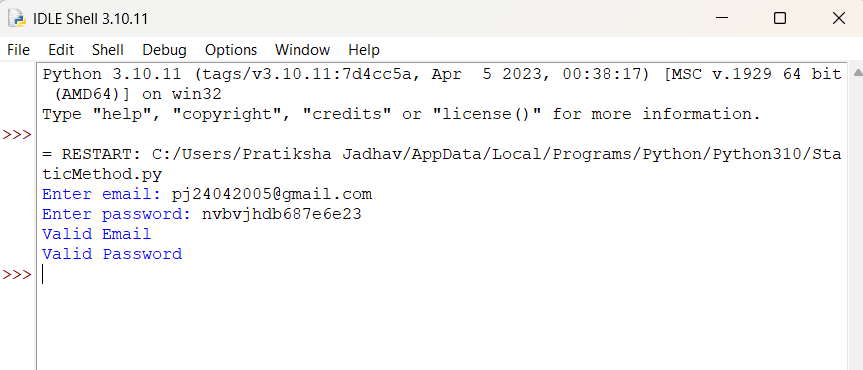 IDLE Shell 3.10.11
File Edit Shell Debug Options Window Help
Python 3.10.11 (tags/v3.10.11:7d4cc5a, Apr  5 2023, 00:38:17) [MSC v.1929 64 bit
 (AMD64)] on win32
Type "help", "copyright", "credits" or "license()" for more information.
>>>
= RESTART: C:/Users/Pratiksha Jadhav/AppData/Local/Programs/Python/Python310/Sta
ticMethod.py
Enter email: pj24042005@gmail.com
Enter password: nvbvjhdb687e6e23
Valid Email
Valid Password
>>>